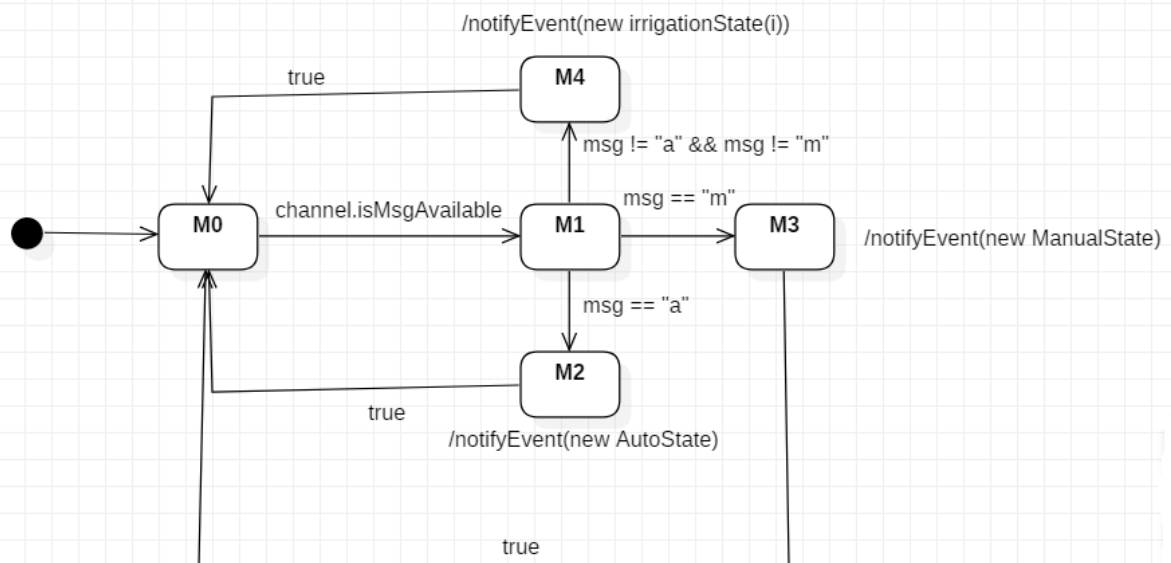 /notifyEvent(new irrigationState(i))
true
M4
msg != "a" && msg != "m"
M0
channel.isMsgAvailable
M1
msg == "m"
M3
/notifyEvent(new ManualState)
msg == "a"
M2
true
/notifyEvent(new AutoState)
true